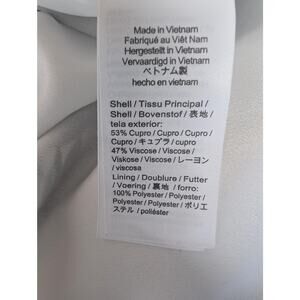 Made in Vietnam
Fabriqué au Viêt Nam
Hergestellt in Vietnam
Vervaardigd in Vietnam
ベトナム製
hecho en vietnam
Shell / Tissu Principal /
Shell / Bovenstof / 表地 /
tela exterior:
53% Cupro / Cupro / Cupro /
Cupro / キュプラ / cupro
47% Viscose / Viscose /
Viskose / Viscose / レーヨン
/ viscosa
Lining / Doublure / Futter
/ Voering / 裏地 / forro:
100% Polyester / Polyester /
Polyester / Polyester / ポリエ
ステル / poliéster